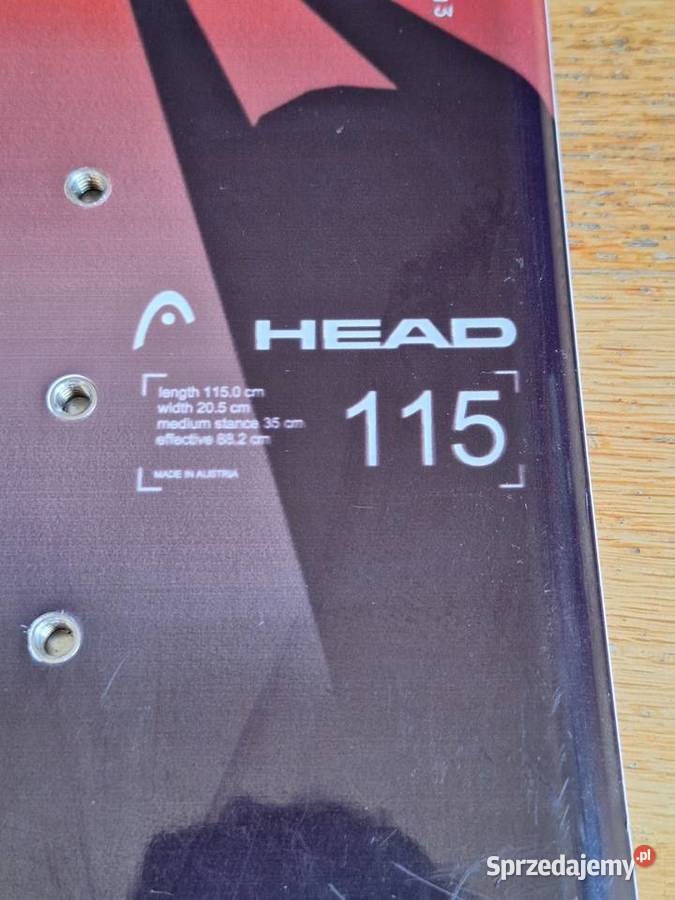 HEAD
length 115.0 cm
width 20.5 cm
medium stance 35 cm
effective 88.2 cm
115
MADE IN AUSTRIA
Sprzedajemy.pl